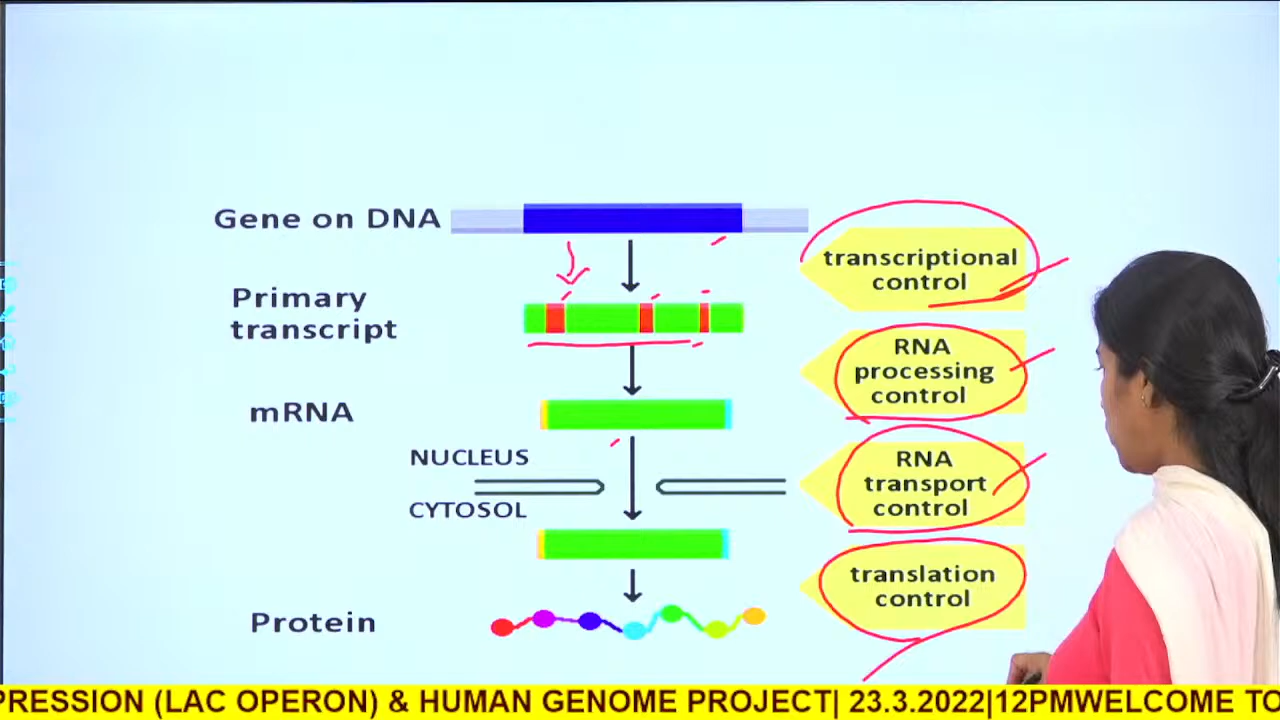 Gene on DNA
transcriptional
control
Primary
transcript
RNA
processing
control
mRNA
NUCLEUS
RNA
transport
control
CYTOSOL
translation
control
Protein
PRESSION (LAC OPERON) & HUMAN GENOME PROJECT| 23.3.2022|12PMWELCOME TO